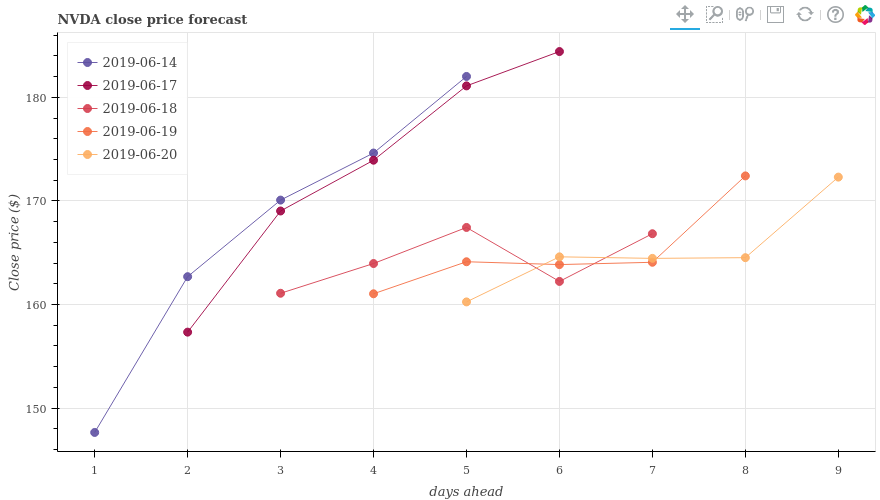 NVDA close price forecast
2019-06-14
2019-06-17
2019-06-18
2019-06-19
2019-06-20
Close price ($)
180
170
160
150
1 2 3 4 5 6 7 8 9
days ahead